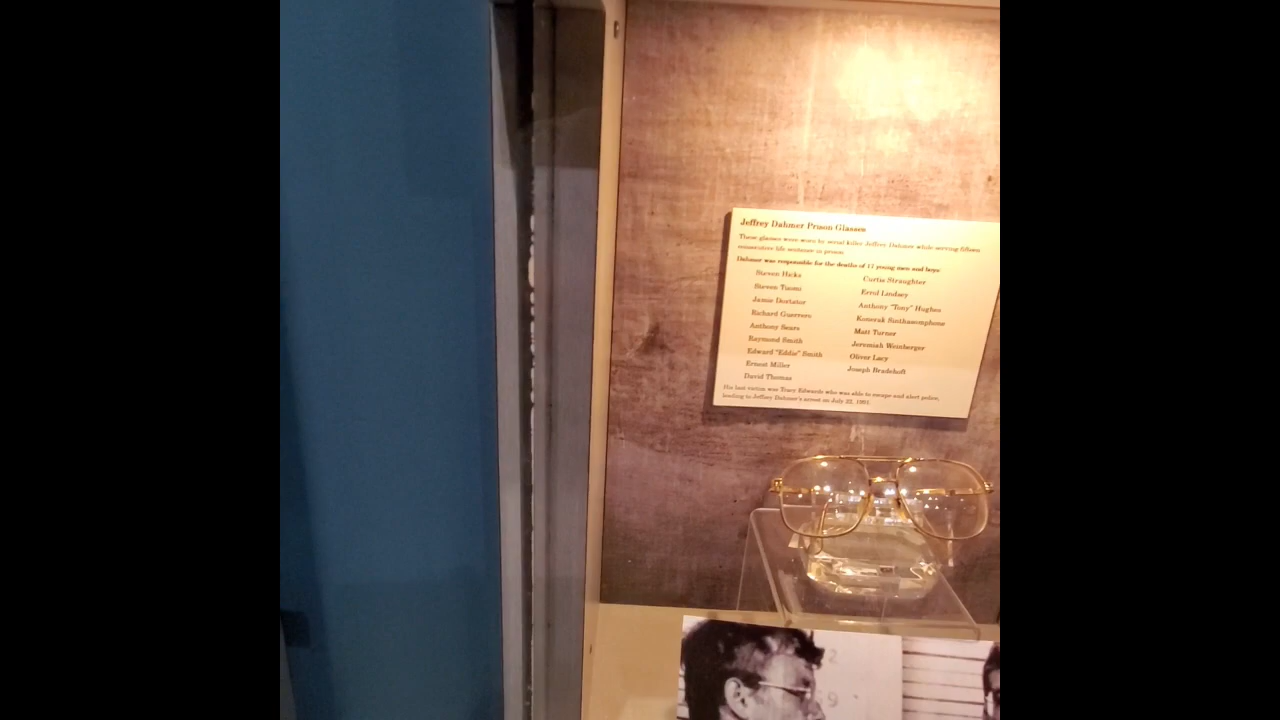 Jeffrey Dahmer Prison Glasses
These glasses were worn by serial killer Jeffrey Dahmer while serving fifteen
consecutive life sentence in prison
Dahmer was responsible for the deaths of 17 young men and boys:
Steven Hicks
Steven Tuomi
Jamie Doxtator
Richard Guerrero
Anthony Sears
Raymond Smith
Edward "Eddie" Smith
Ernest Miller
David Thomas
Curtis Straughter
Errol Lindsey
Anthony "Tony" Hughes
Konerak Sinthasomphone
Matt Turner
Jeremiah Weinberger
Oliver Lacy
Joseph Bradehoft
His last victim was Tracy Edwards who was able to escape and alert police,
leading to Jeffrey Dahmer's arrest on July 22, 1991
2
69